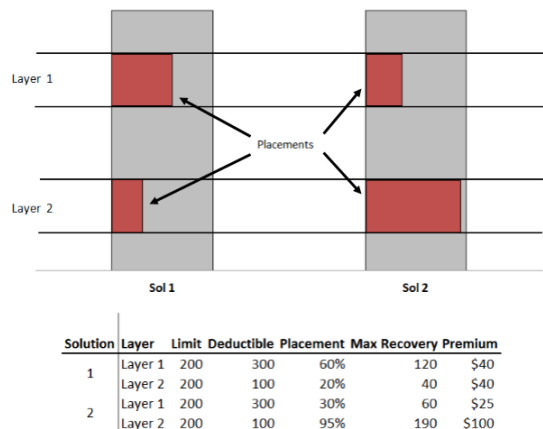 Layer 1
Placements
Layer 2
Sol 1 Sol 2
Solution Layer Limit Deductible Placement Max Recovery Premium
1 Layer 1 200 300 60% 120 $40
Layer 2 200 100 20% 40 $40
2 Layer 1 200 300 30% 60 $25
Layer 2 200 100 95% 190 $100